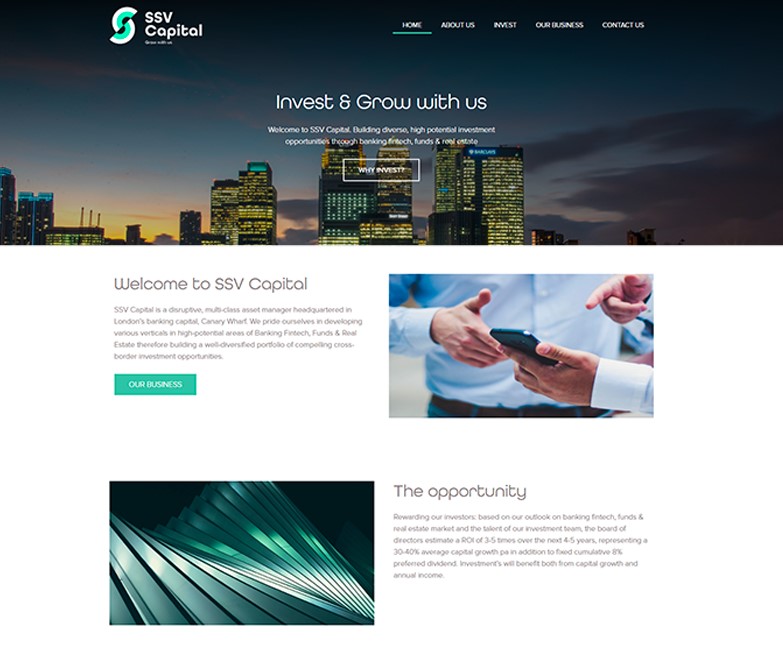 SSV
Capital
Grow with us
HOME ABOUT US INVEST OUR BUSINESS CONTACT US
Invest & Grow with us
Welcome to SSV Capital. Building diverse, high potential investment
opportunities through banking fintech, funds & real estate
BARCLAYS
WHY INVEST?
Welcome to SSV Capital
SSV Capital is a disruptive, multi-class asset manager headquartered in
London's banking capital, Canary Wharf. We pride ourselves in developing
various verticals in high-potential areas of Banking Fintech, Funds & Real
Estate therefore building a well-diversified portfolio of compelling cross-
border investment opportunities.
OUR BUSINESS
The opportunity
Rewarding our investors: based on our outlook on banking fintech, funds &
real estate market and the talent of our investment team, the board of
directors estimate a ROI of 3-5 times over the next 4-5 years, representing a
30-40% average capital growth pa in addition to fixed cumulative 8%
preferred dividend. Investment's will benefit both from capital growth and
annual income.